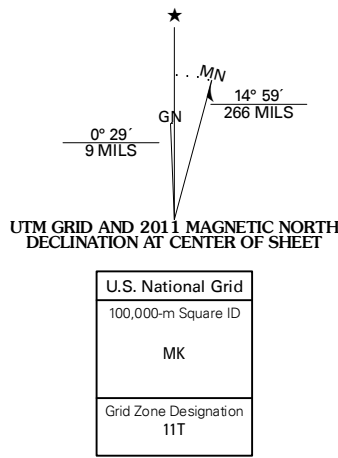 ★
MN
GN
14° 59´
266 MILS
0° 29´
9 MILS
UTM GRID AND 2011 MAGNETIC NORTH
DECLINATION AT CENTER OF SHEET
U.S. National Grid
100,000-m Square ID
MK
Grid Zone Designation
11T